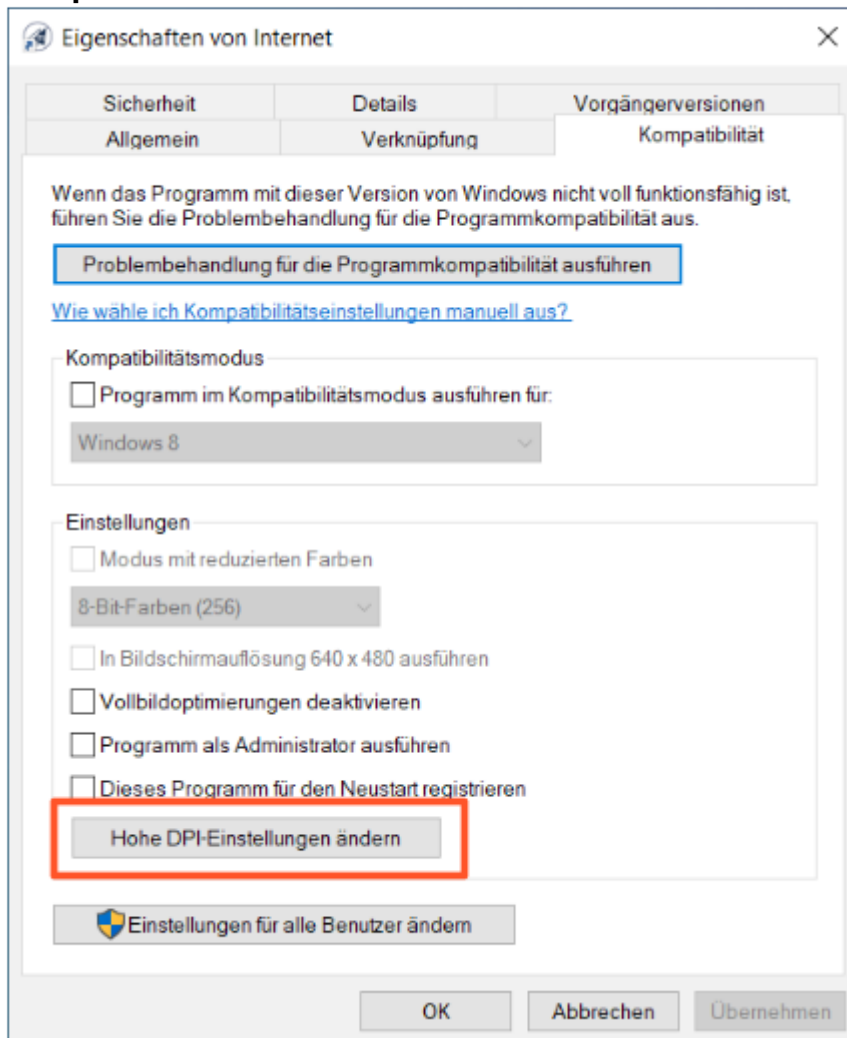 Eigenschaften von Internet
Sicherheit
Details
Vorgängerversionen
Allgemein
Verknüpfung
Kompatibilität
Wenn das Programm mit dieser Version von Windows nicht voll funktionsfähig ist,
führen Sie die Problembehandlung für die Programmkompatibilität aus.
Problembehandlung für die Programmkompatibilität ausführen
Wie wähle ich Kompatibilitätseinstellungen manuell aus?
Kompatibilitätsmodus
Programm im Kompatibilitätsmodus ausführen für:
Windows 8
Einstellungen
Modus mit reduzierten Farben
8-Bit-Farben (256)
In Bildschirmauflösung 640 x 480 ausführen
Vollbildoptimierungen deaktivieren
Programm als Administrator ausführen
Dieses Programm für den Neustart registrieren
Hohe DPI-Einstellungen ändern
Einstellungen für alle Benutzer ändern
OK
Abbrechen
Übernehmen